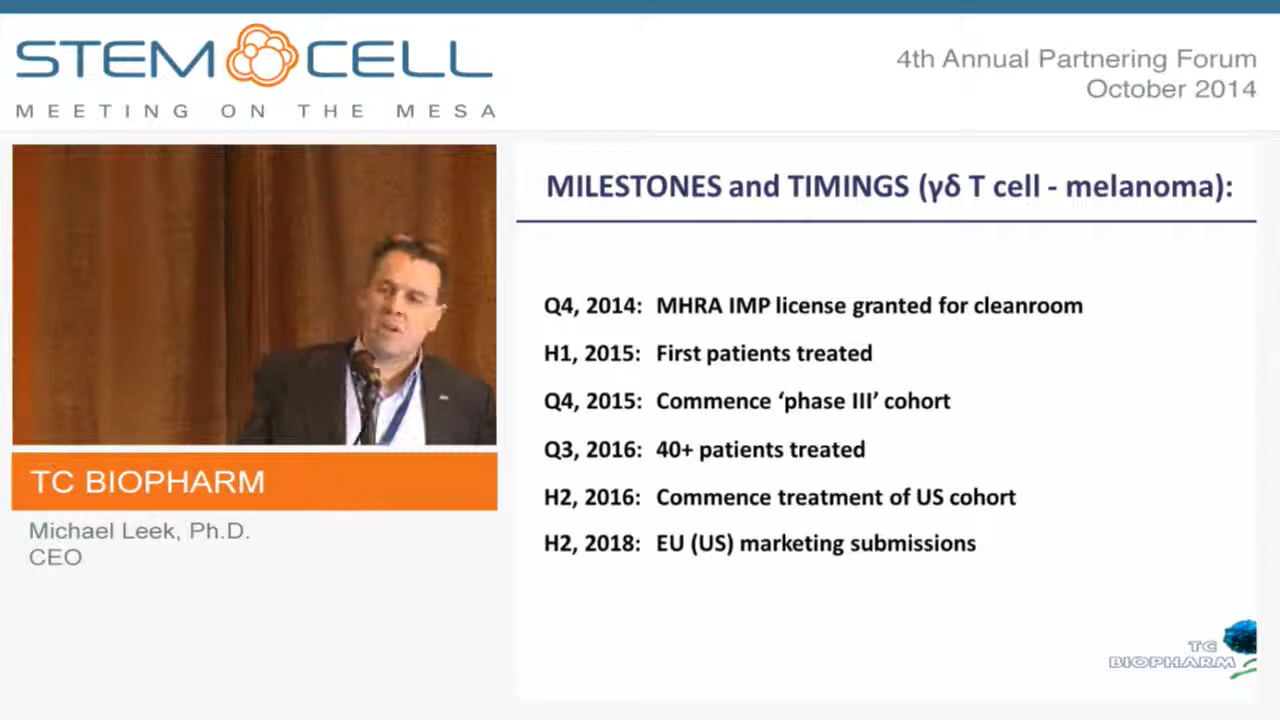 STEM CELL
MEETING ON THE MESA
4th Annual Partnering Forum
October 2014
MILESTONES and TIMINGS (γδ T cell - melanoma):
Q4, 2014: MHRA IMP license granted for cleanroom
H1, 2015: First patients treated
Q4, 2015: Commence ‘phase III’ cohort
Q3, 2016: 40+ patients treated
H2, 2016: Commence treatment of US cohort
H2, 2018: EU (US) marketing submissions
TC BIOPHARM
Michael Leek, Ph.D.
CEO
TC
BIOPHARM